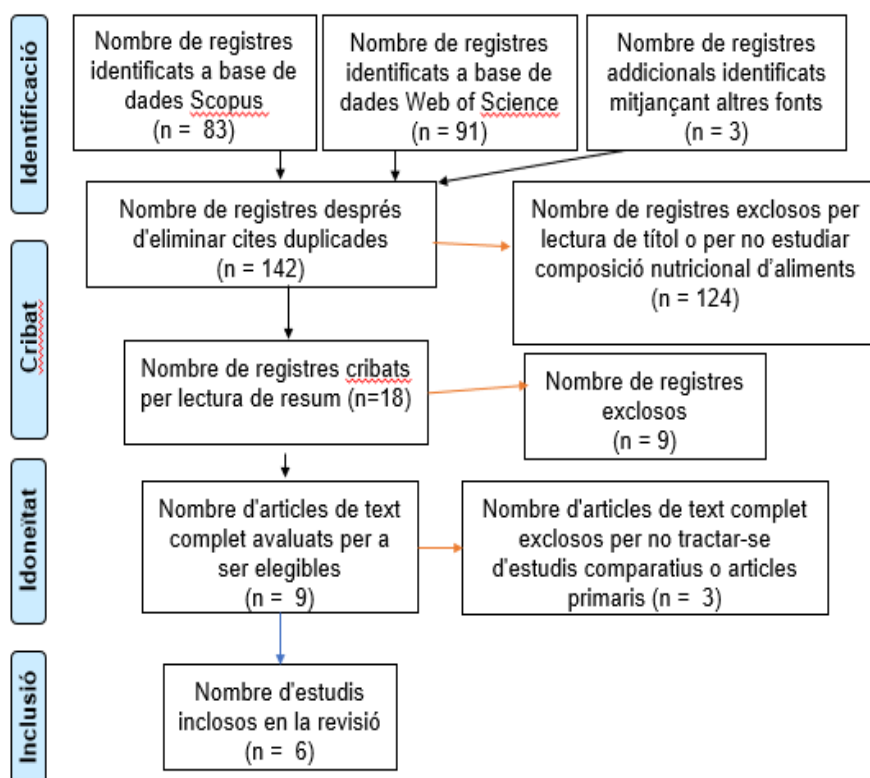 Identificació
Nombre de registres
identificats a base de
dades Scopus
(n = 83)
Nombre de registres
identificats a base de
dades Web of Science
(n = 91)
Nombre de registres
addicionals identificats
mitjançant altres fonts
(n = 3)
Cribat
Nombre de registres després
d'eliminar cites duplicades
(n = 142)
Nombre de registres exclosos per
lectura de títol o per no estudiar
composició nutricional d'aliments
(n = 124)
Nombre de registres cribats
per lectura de resum (n=18)
Nombre de registres
exclosos
(n = 9)
Idoneïtat
Nombre d'articles de text
complet avaluats per a
ser elegibles
(n = 9)
Nombre d'articles de text complet
exclosos per no tractar-se
d'estudis comparatius o articles
primaris (n = 3)
Inclusió
Nombre d'estudis
inclosos en la revisió
(n = 6)